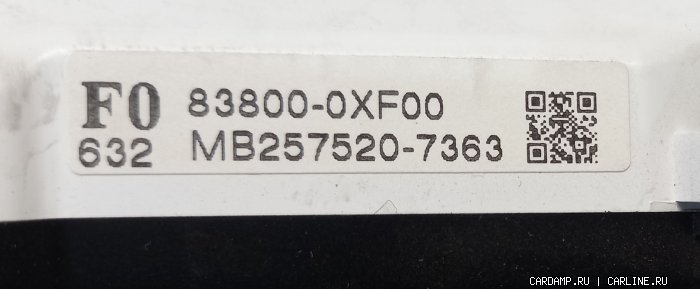 F0 83800-0XF00
632 MB257520-7363
CARDAMP.RU | CARLINE.RU